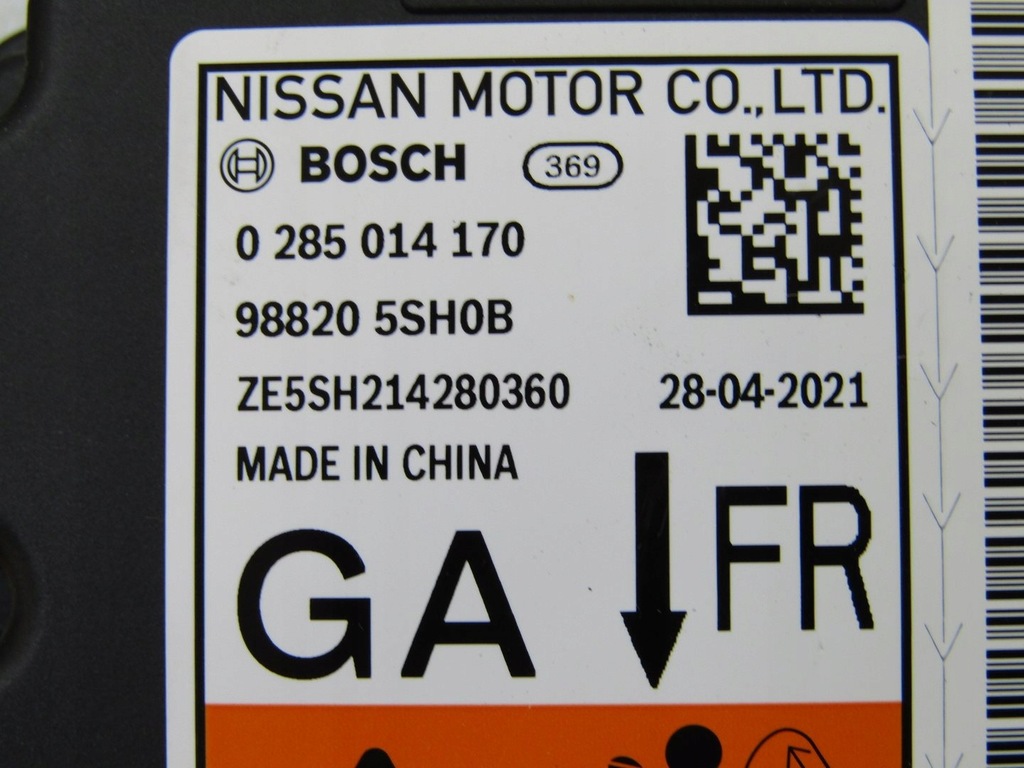 NISSAN MOTOR CO.,LTD.
BOSCH 369
0 285 014 170
98820 5SH0B
ZE5SH214280360 28-04-2021
MADE IN CHINA
GA FR